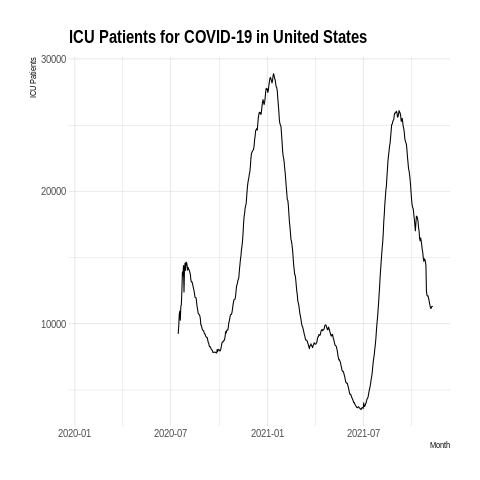 ICU Patients for COVID-19 in United States
ICU Patients
30000
20000
10000
2020-01 2020-07 2021-01 2021-07
Month